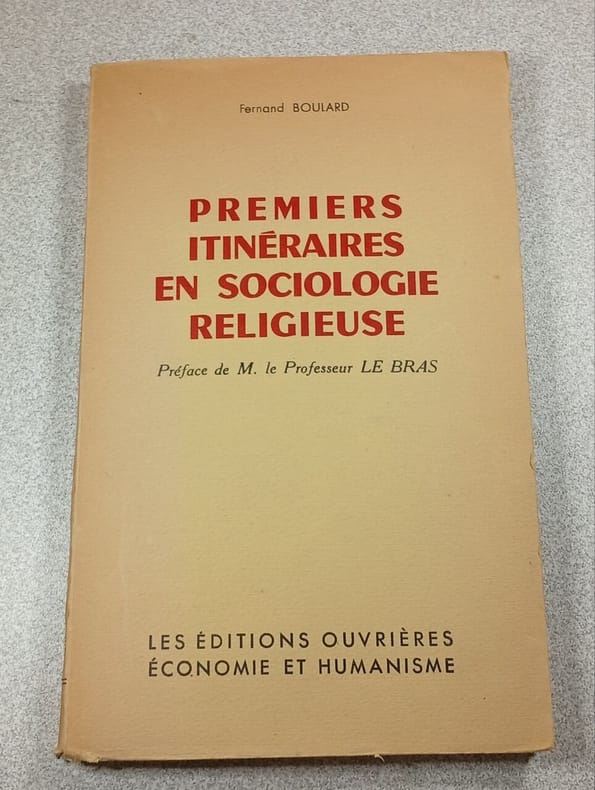 Fernand BOULARD
PREMIERS
ITINÉRAIRES
EN SOCIOLOGIE
RELIGIEUSE
Préface de M. le Professeur LE BRAS
LES ÉDITIONS OUVRIÈRES
ÉCONOMIE ET HUMANISME